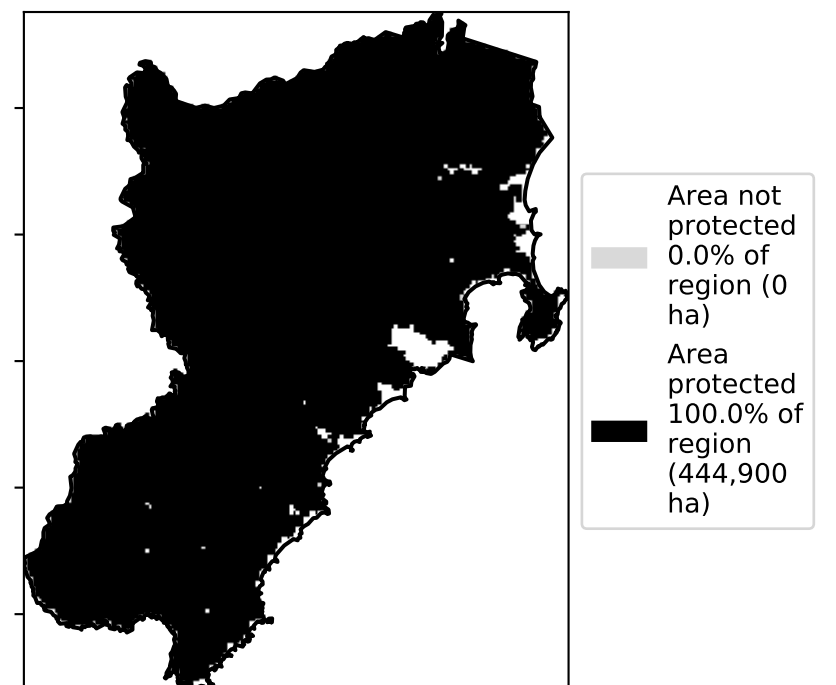 Area not
protected
0.0% of
region (0
ha)
Area
protected
100.0% of
region
(444,900
ha)